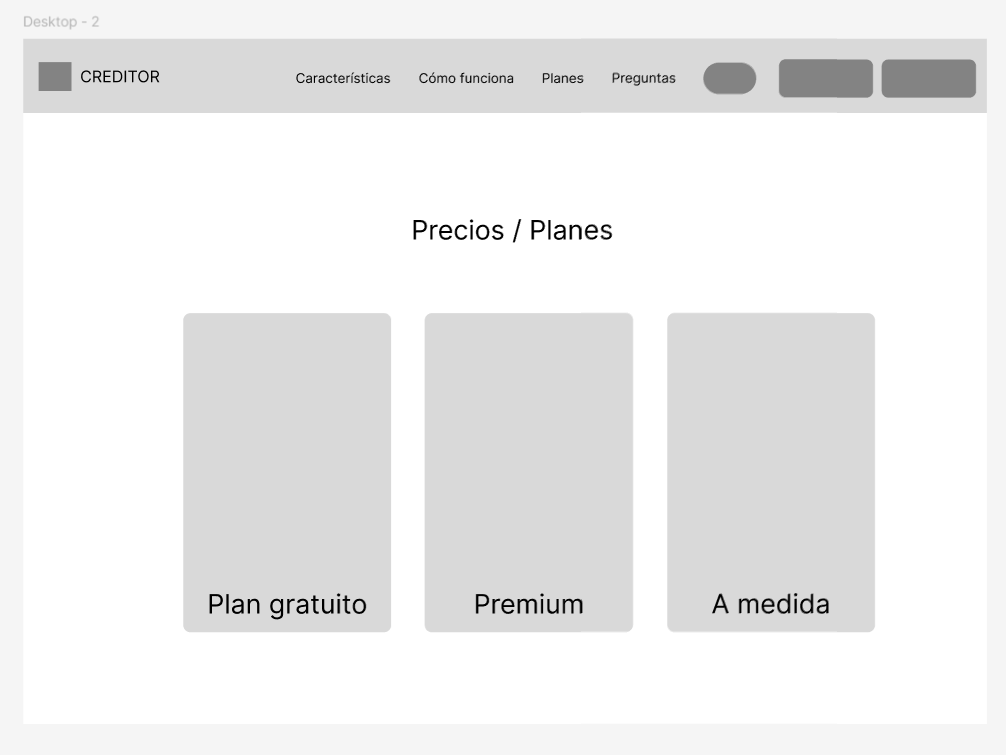 Desktop - 2
CREDITOR
Características
Cómo funciona
Planes
Preguntas
Precios / Planes
Plan gratuito
Premium
A medida